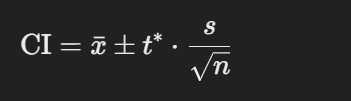 CI = x̄ ± t* · s/√n